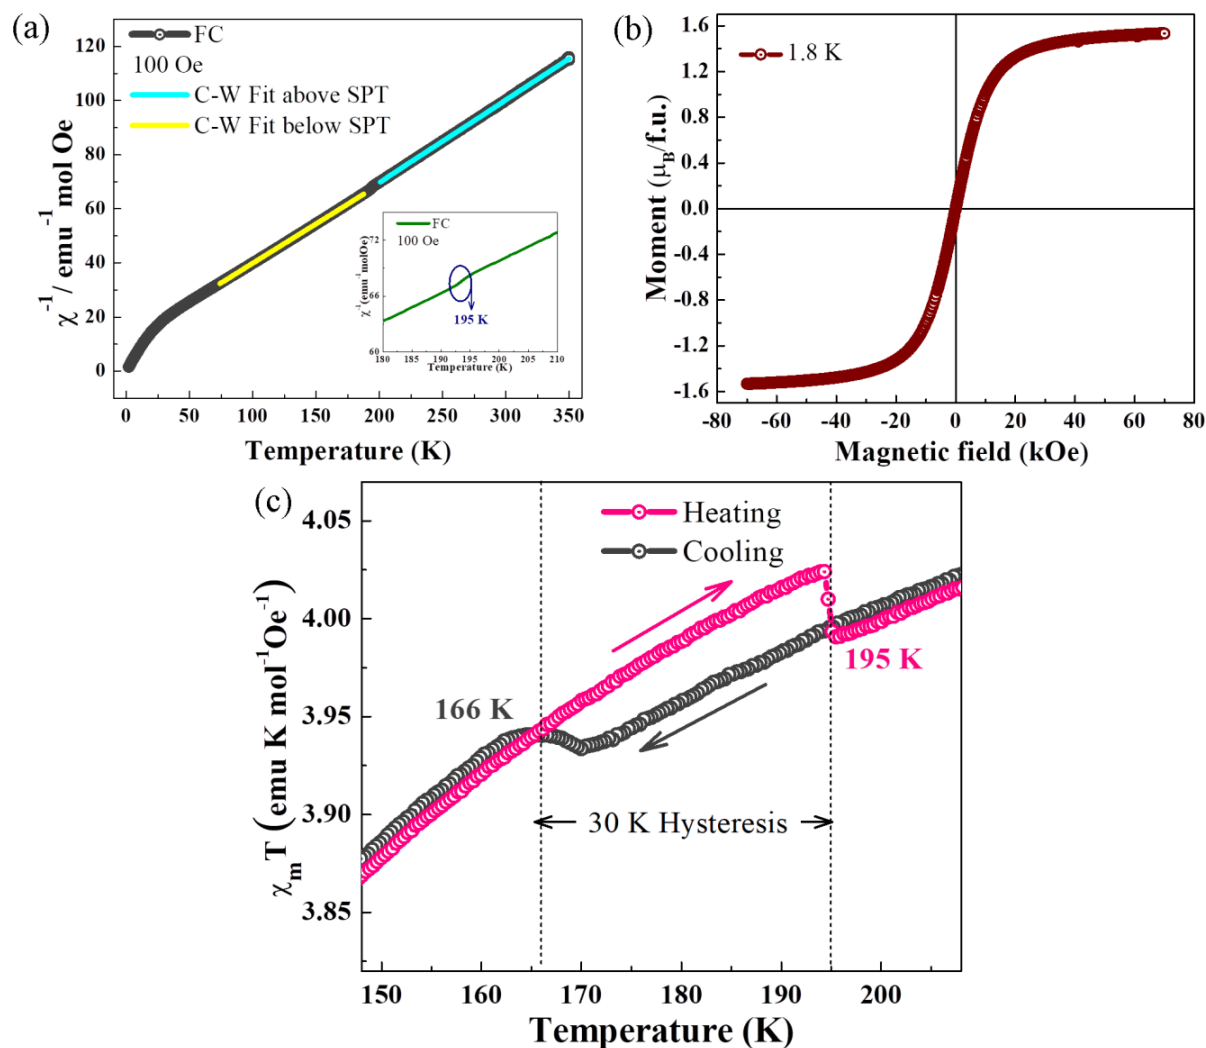 (a)
FC
100 Oe
C-W Fit above SPT
C-W Fit below SPT
120
100
80
60
40
20
0
χ⁻¹/ emu⁻¹ mol Oe
0 50 100 150 200 250 300 350
Temperature (K)
FC
100 Oe
72
66
60
χ⁻¹(emu⁻¹molOe)
195 K
180 185 190 195 200 205 210
Temperature (K)
(b)
1.8 K
1.6
1.2
-0.4
0.0
-0.4
-0.8
-1.2
-1.6
Moment (μB/f.u.)
-80 -60 -40 -20 0 20 40 60 80
Magnetic field (kOe)
(c)
Heating
Cooling
4.05
4.00
3.95
3.90
3.85
χmT (emu K mol⁻¹Oe⁻¹)
195 K
166 K
30 K Hysteresis
150 160 170 180 190 200
Temperature (K)